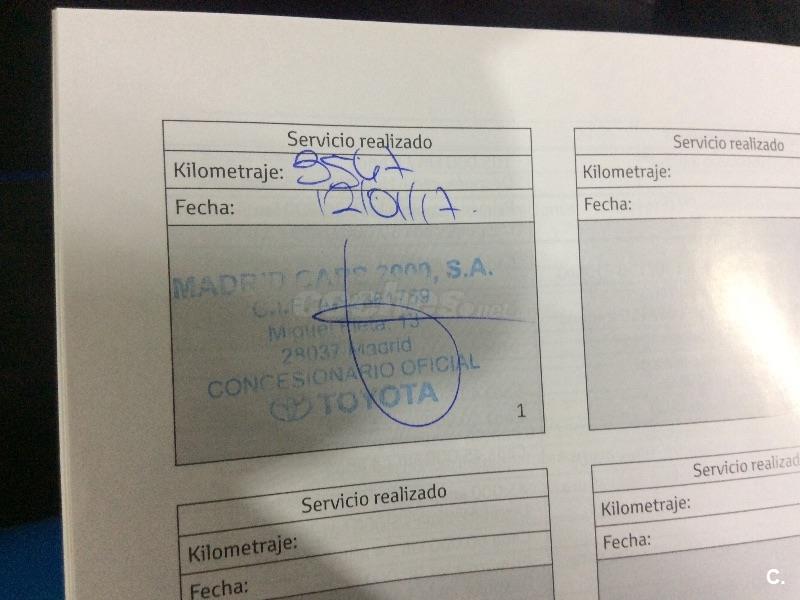 Servicio realizado
Kilometraje: 9567
Fecha: 12/01/17.
MADRID CARS 2000, S.A.
28037 Madrid
CONCESIONARIO OFICIAL
TOYOTA
1
Servicio realizado
Kilometraje:
Fecha:
Servicio realizado
Kilometraje:
Fecha:
Servicio realizad
Kilometraje:
Fecha:
C.